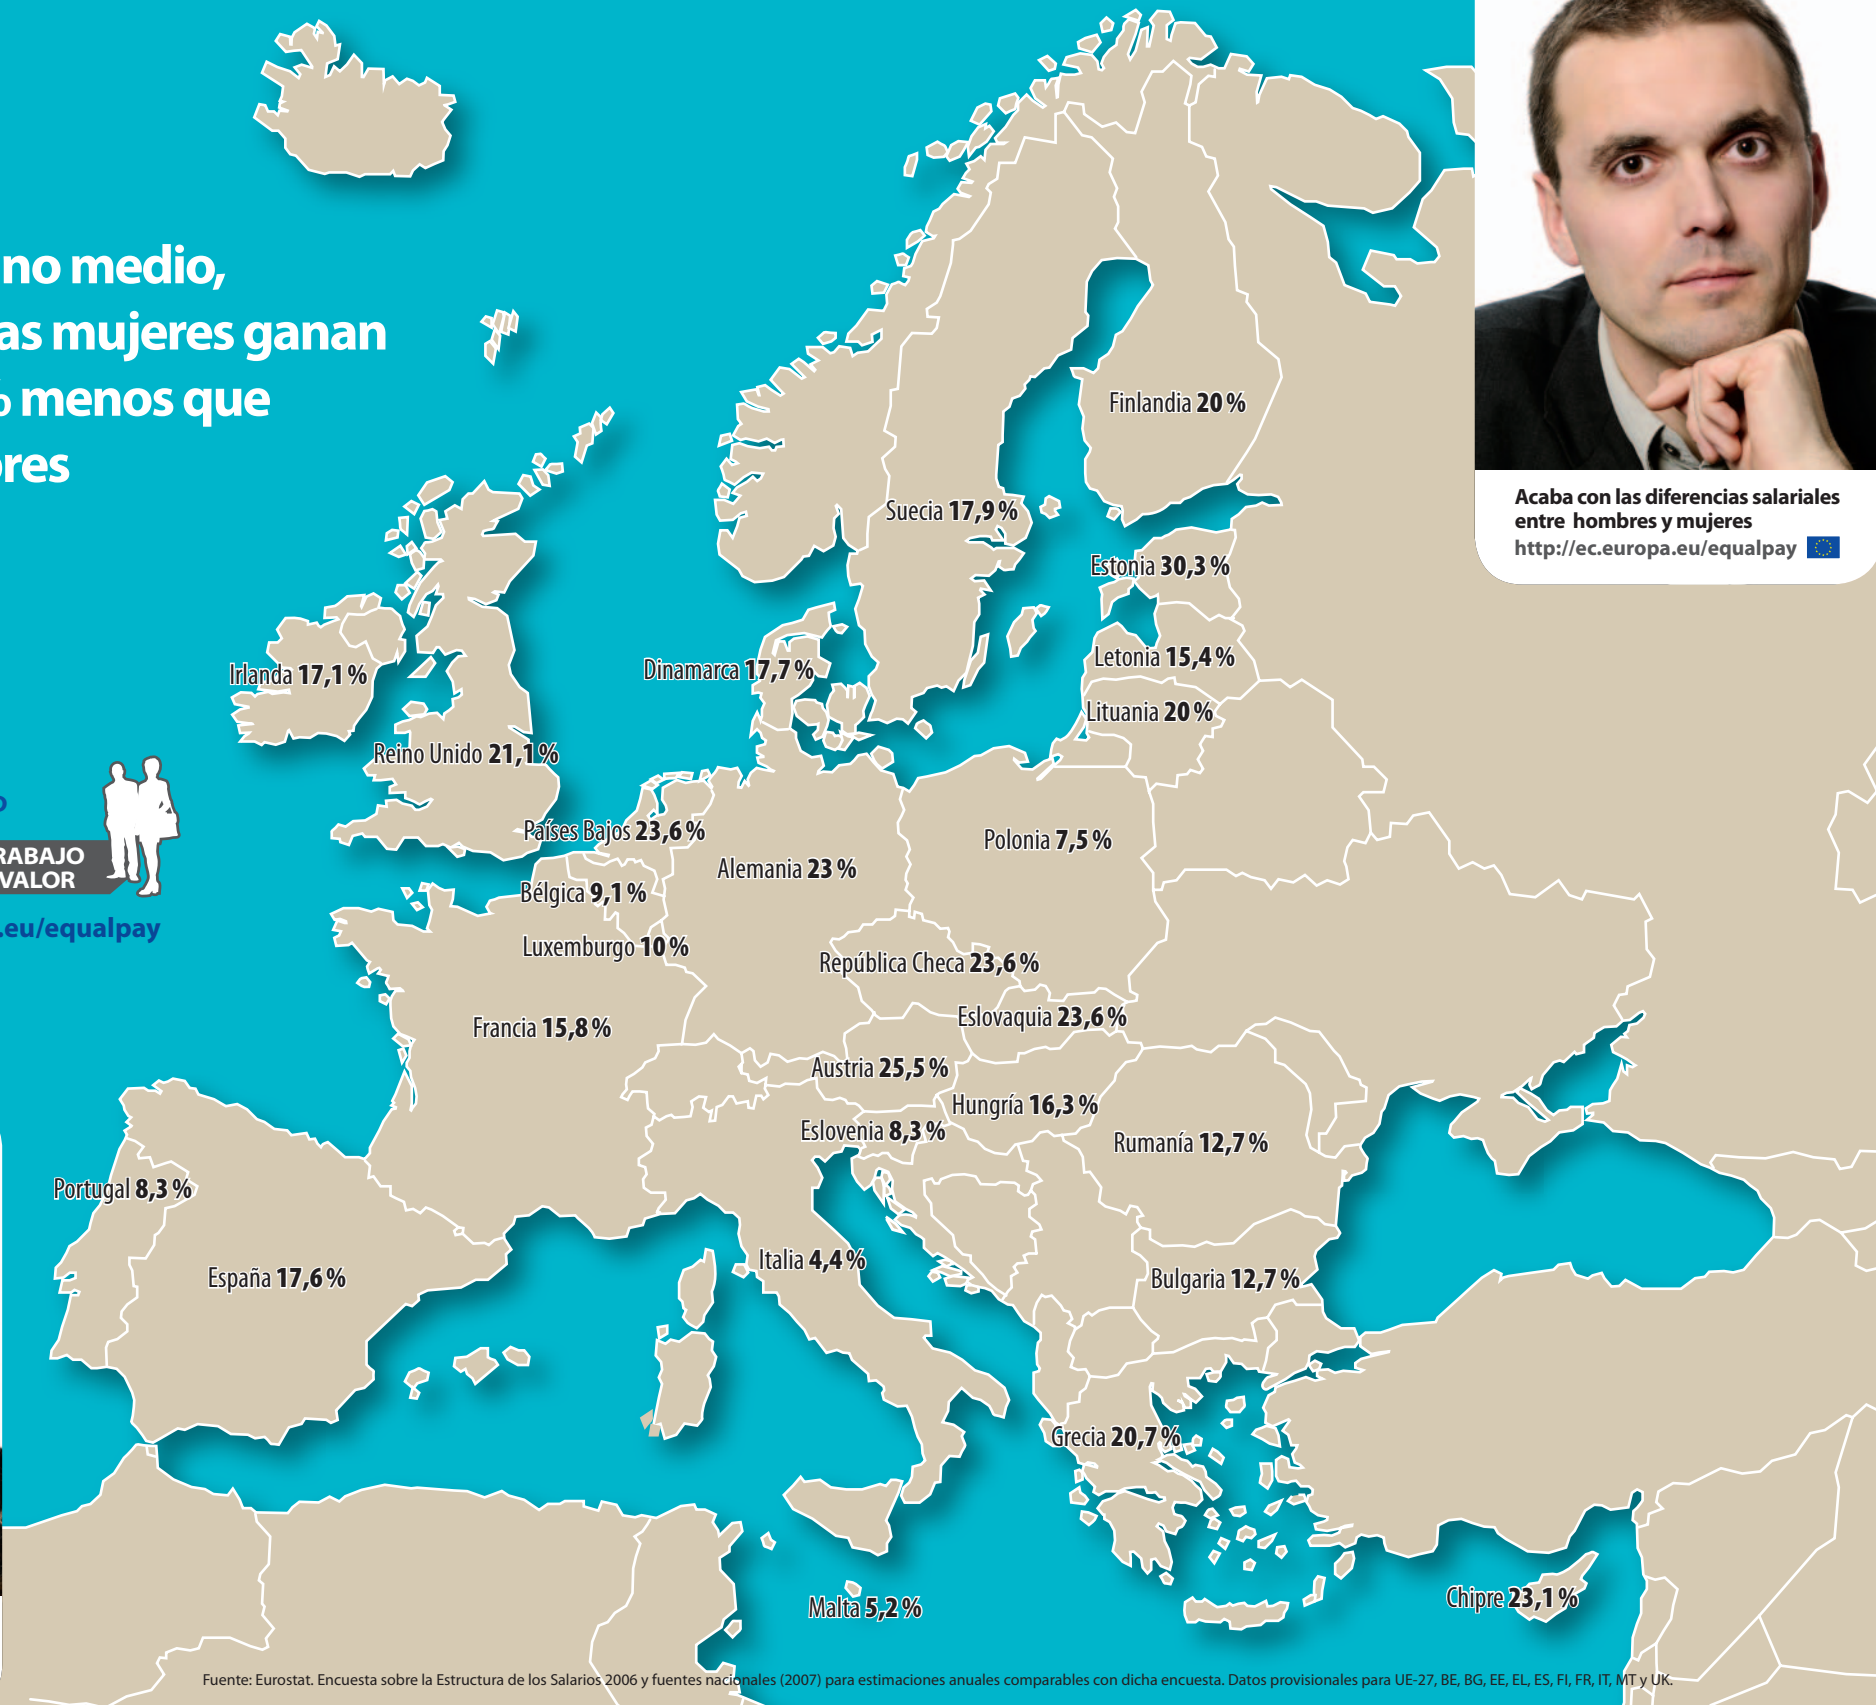 no medio,
as mujeres ganan
% menos que
res
Finlandia 20 %
Suecia 17,9 %
Acaba con las diferencias salariales
entre hombres y mujeres
http://ec.europa.eu/equalpay
Estonia 30,3 %
Letonia 15,4 %
Irlanda 17,1 %
Dinamarca 17,7 %
Lituania 20 %
Reino Unido 21,1 %
Países Bajos 23,6 %
Polonia 7,5 %
RABAJO
VALOR
Alemania 23 %
Bélgica 9,1 %
.eu/equalpay
Luxemburgo 10 %
República Checa 23,6 %
Francia 15,8 %
Eslovaquia 23,6 %
Austria 25,5 %
Hungría 16,3 %
Eslovenia 8,3 %
Rumanía 12,7 %
Portugal 8,3 %
Italia 4,4 %
España 17,6 %
Bulgaria 12,7 %
Grecia 20,7 %
Malta 5,2 %
Chipre 23,1 %
Fuente: Eurostat. Encuesta sobre la Estructura de los Salarios 2006 y fuentes nacionales (2007) para estimaciones anuales comparables con dicha encuesta. Datos provisionales para UE-27, BE, BG, EE, EL, ES, FI, FR, IT, MT y UK.